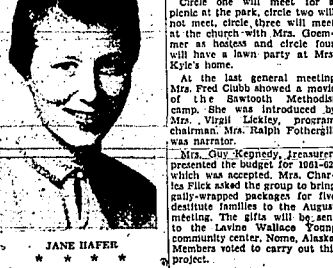 Circle one will meet for a
picnic at the park, circle two will
not meet, circle three will meet
at the church with Mrs. Goem-
mer as hostess and circle four
will have a lawn party at Mrs.
Kyle's home.
At the last general meeting
Mrs. Fred Clubb showed a movie
of the Sawtooth Methodist
camp. She was introduced by
Mrs. Virgil Lickley, program
chairman. Mrs. Ralph Fothergill
was narrator.
Mrs. Guy Kennedy, treasurer
presented the budget for 1961-62
which was accepted. Mrs. Char-
les Flick asked the group to bring
gaily-wrapped packages for five
destitute families to the August
meeting. The gifts will be sent
to the Lavine Wallace Young
community center, Nome, Alaska
Members voted to carry out this
project.
JANE HAFER
* * * *